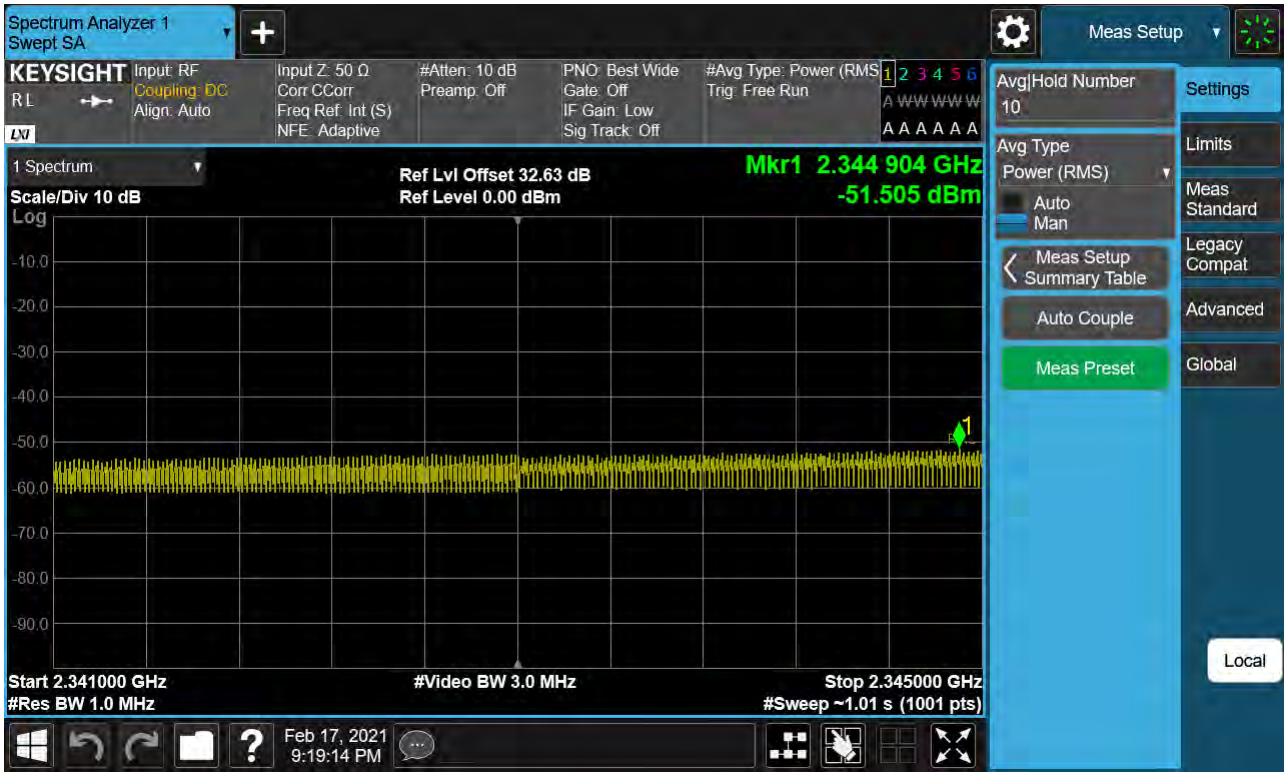 Spectrum Analyzer 1
Swept SA
+
Meas Setup
KEYSIGHT
RL
LXI
Input: RF
Coupling: DC
Align: Auto
Input Z: 50 Ω
Corr CCorr
Freq Ref: Int (S)
NFE: Adaptive
#Atten: 10 dB
Preamp: Off
PNO: Best Wide
Gate: Off
IF Gain: Low
Sig Track: Off
#Avg Type: Power (RMS
Trig: Free Run
1 2 3 4 5 6
A W W W W W
A A A A A A
1 Spectrum
Scale/Div 10 dB
Log
Ref Lvl Offset 32.63 dB
Ref Level 0.00 dBm
Mkr1 2.344 904 GHz
-51.505 dBm
-10.0
-20.0
-30.0
-40.0
-50.0
-60.0
-70.0
-80.0
-90.0
1
Start 2.341000 GHz
#Res BW 1.0 MHz
#Video BW 3.0 MHz
Stop 2.345000 GHz
#Sweep ~1.01 s (1001 pts)
Avg|Hold Number
10
Avg Type
Power (RMS)
Auto
Man
Meas Setup
Summary Table
Auto Couple
Meas Preset
Settings
Limits
Meas
Standard
Legacy
Compat
Advanced
Global
Local
?
Feb 17, 2021
9:19:14 PM